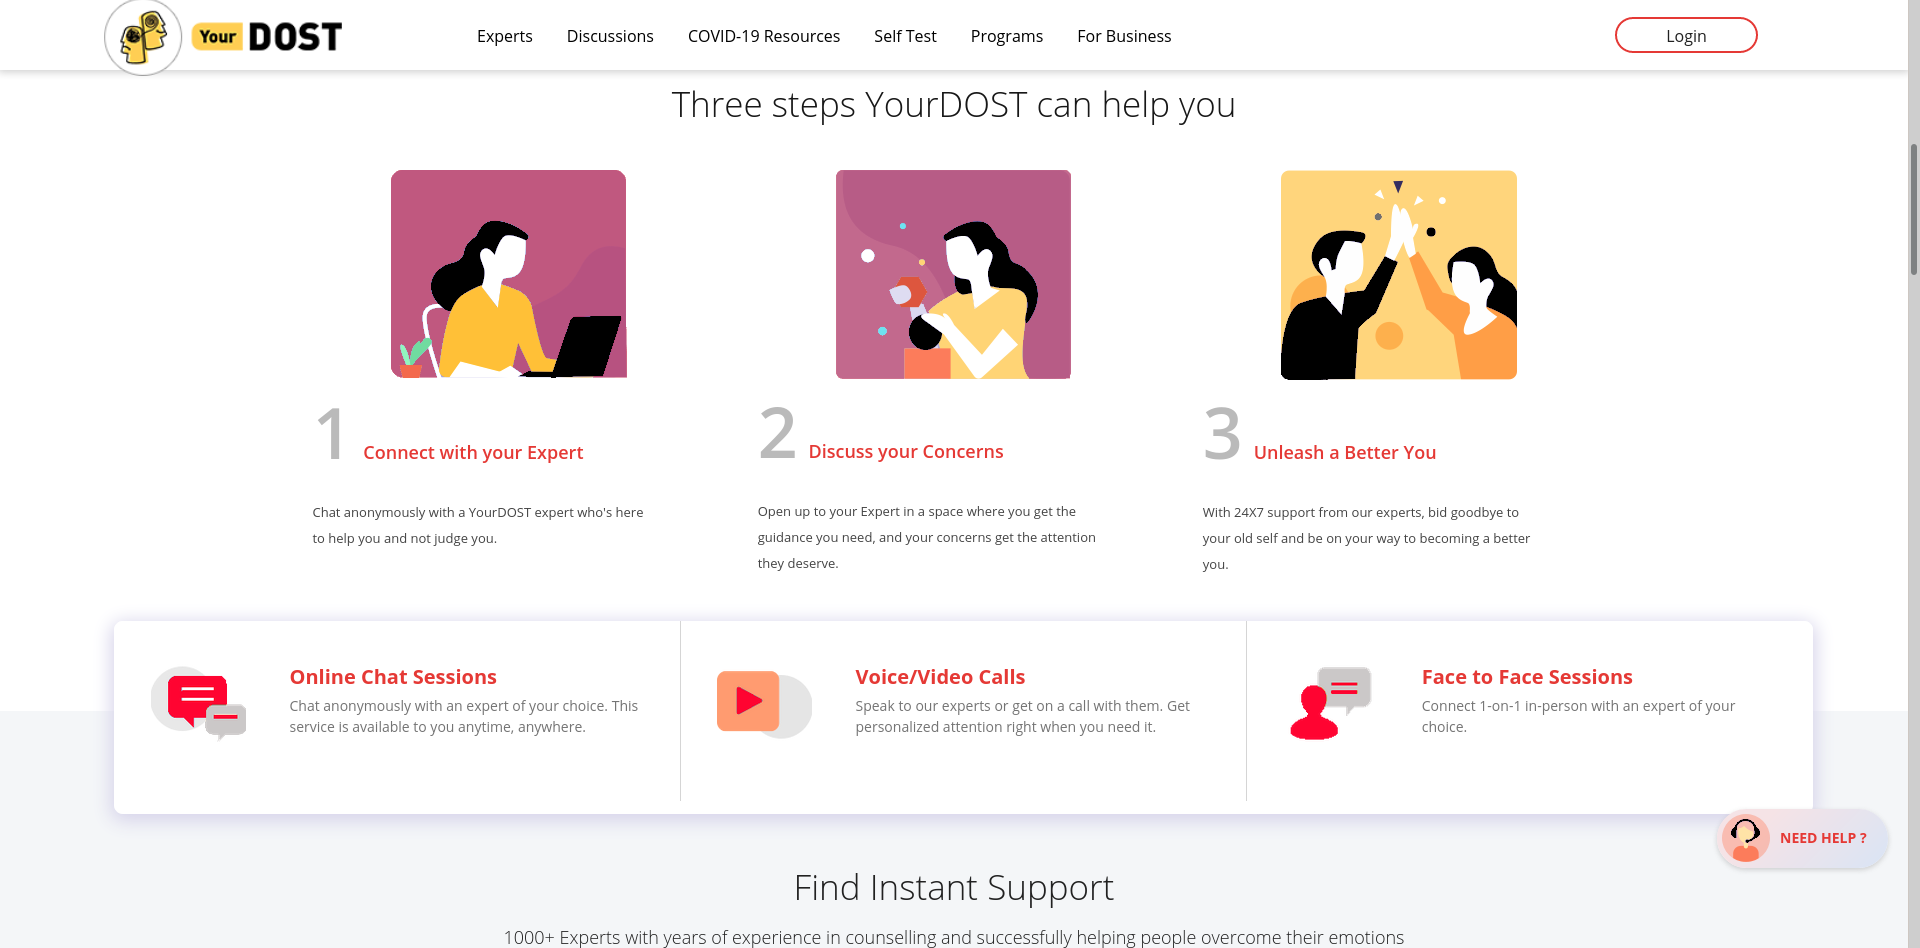 Your DOST
Experts
Discussions
COVID-19 Resources
Self Test
Programs
For Business
Login
Three steps YourDOST can help you
1 Connect with your Expert
Chat anonymously with a YourDOST expert who's here
to help you and not judge you.
2 Discuss your Concerns
Open up to your Expert in a space where you get the
guidance you need, and your concerns get the attention
they deserve.
3 Unleash a Better You
With 24X7 support from our experts, bid goodbye to
your old self and be on your way to becoming a better
you.
Online Chat Sessions
Chat anonymously with an expert of your choice. This
service is available to you anytime, anywhere.
Voice/Video Calls
Speak to our experts or get on a call with them. Get
personalized attention right when you need it.
Face to Face Sessions
Connect 1-on-1 in-person with an expert of your
choice.
NEED HELP ?
Find Instant Support
1000+ Experts with years of experience in counselling and successfully helping people overcome their emotions